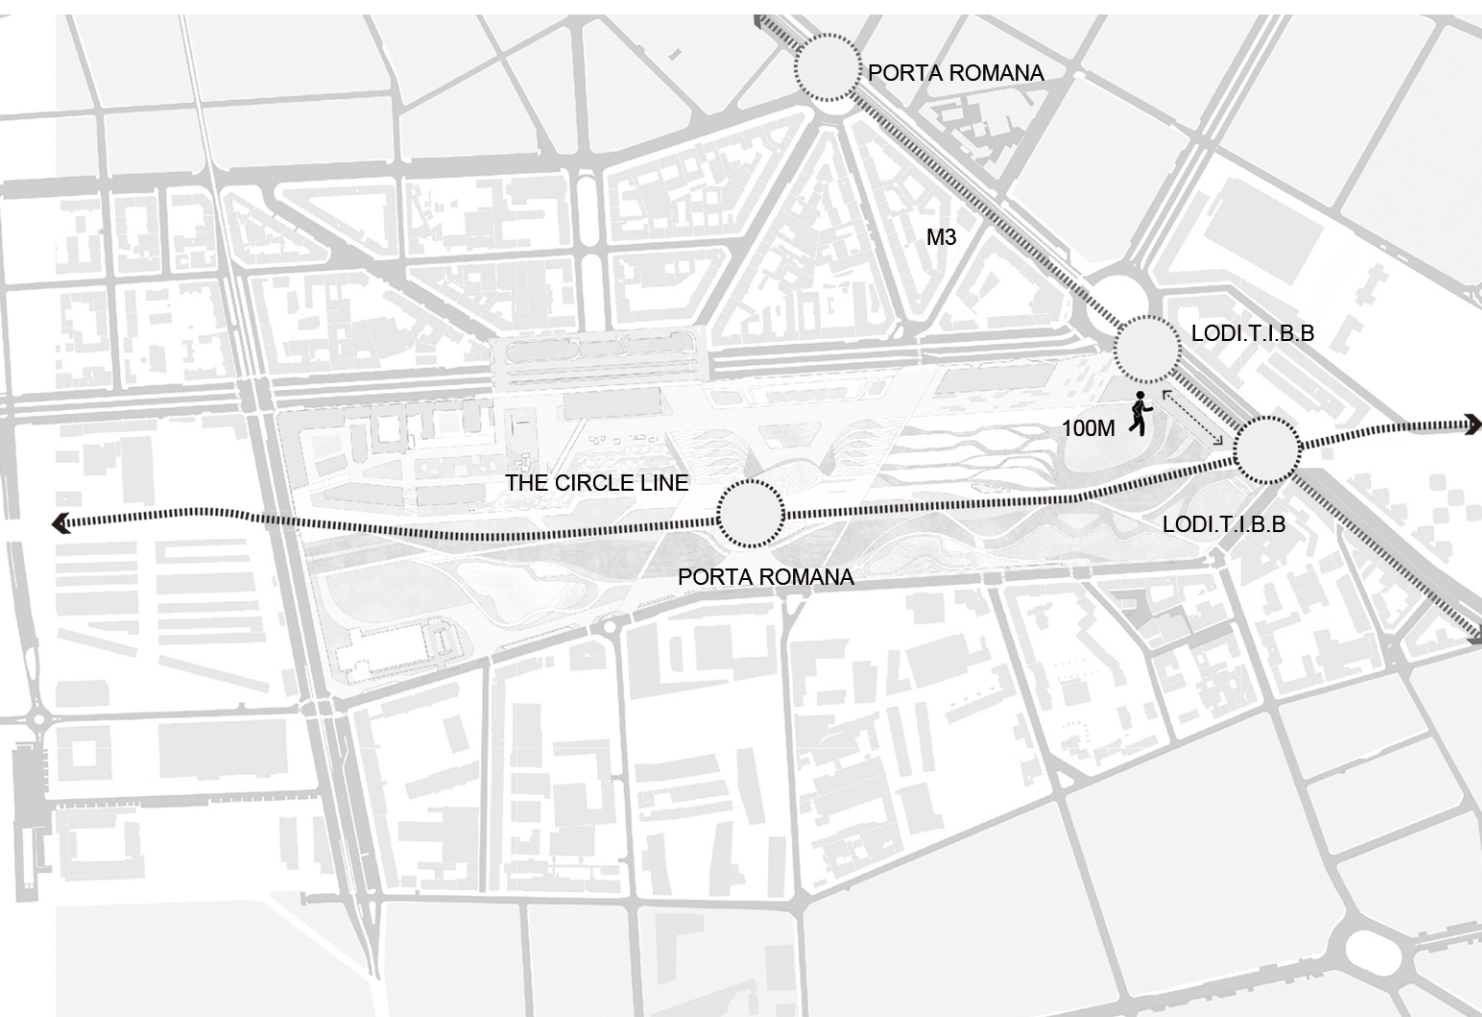 PORTA ROMANA
M3
LODI.T.I.B.B
100M
THE CIRCLE LINE
LODI.T.I.B.B
PORTA ROMANA